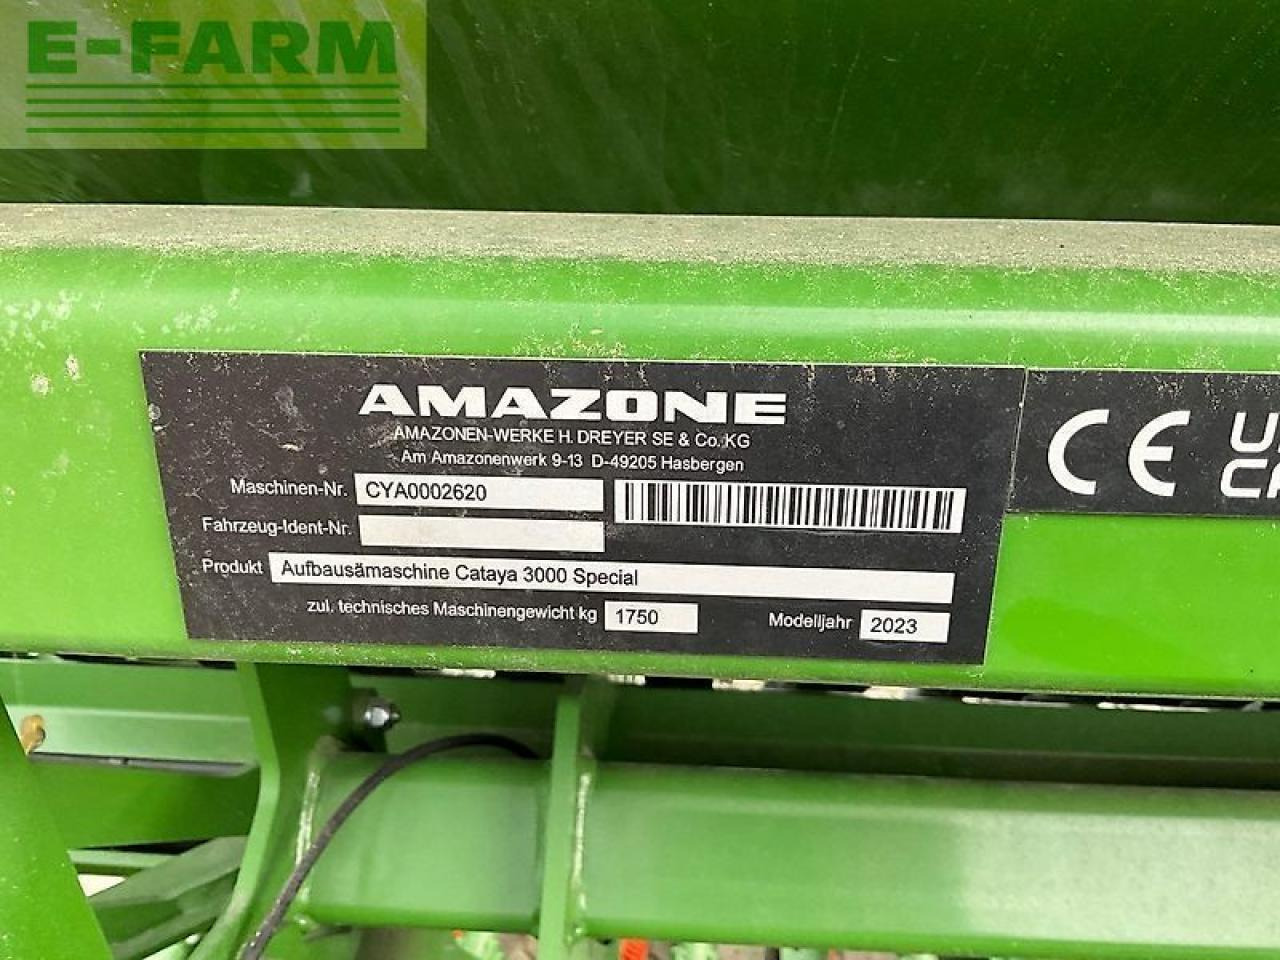 E-FARM
AMAZONE
AMAZONEN-WERKE H. DREYER SE & Co. KG
Am Amazonenwerk 9-13 D-49205 Hasbergen
Maschinen-Nr. CYA0002620
Fahrzeug-Ident-Nr.
Produkt Aufbausämaschine Cataya 3000 Special
zul. technisches Maschinengewicht kg 1750 Modelljahr 2023
CE